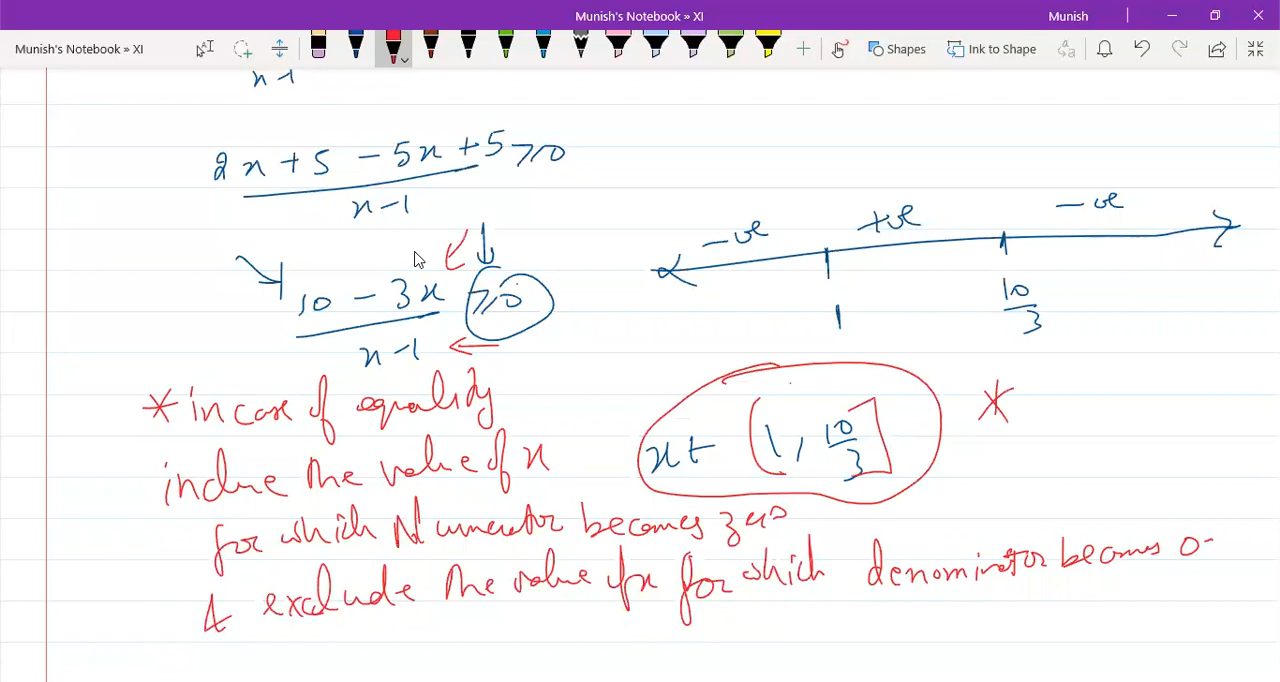 Munish's Notebook » XI
Munish
Munish's Notebook » XI
Shapes
Ink to Shape
x-1
2x + 5 - 5x + 5 ≥ 0
x-1
-ve +ve -ve
10 - 3x ≥ 0
x-1
1
10
3
* in case of equality
include the value of x
for which Numerator becomes zero
& exclude the value of x for which denominator becomes 0
x ∈ (1, 10/3] *